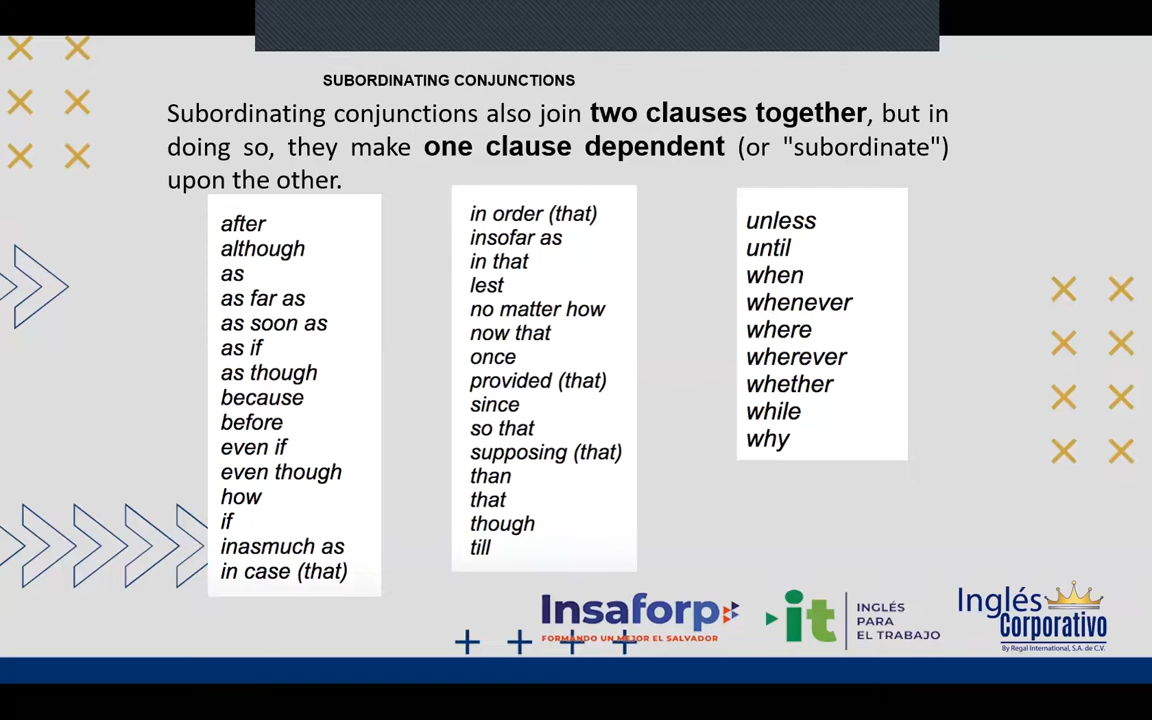 SUBORDINATING CONJUNCTIONS
Subordinating conjunctions also join two clauses together, but in
doing so, they make one clause dependent (or "subordinate")
upon the other.
after
although
as
as far as
as soon as
as if
as though
because
before
even if
even though
how
if
inasmuch as
in case (that)
in order (that)
insofar as
in that
lest
no matter how
now that
once
provided (that)
since
so that
supposing (that)
than
that
though
till
unless
until
when
whenever
where
wherever
whether
while
why
Insaforp
FORMANDO UN MEJOR EL SALVADOR
it
INGLÉS
PARA
EL TRABAJO
Inglés
Corporativo
By Regal International, S.A. de C.V.